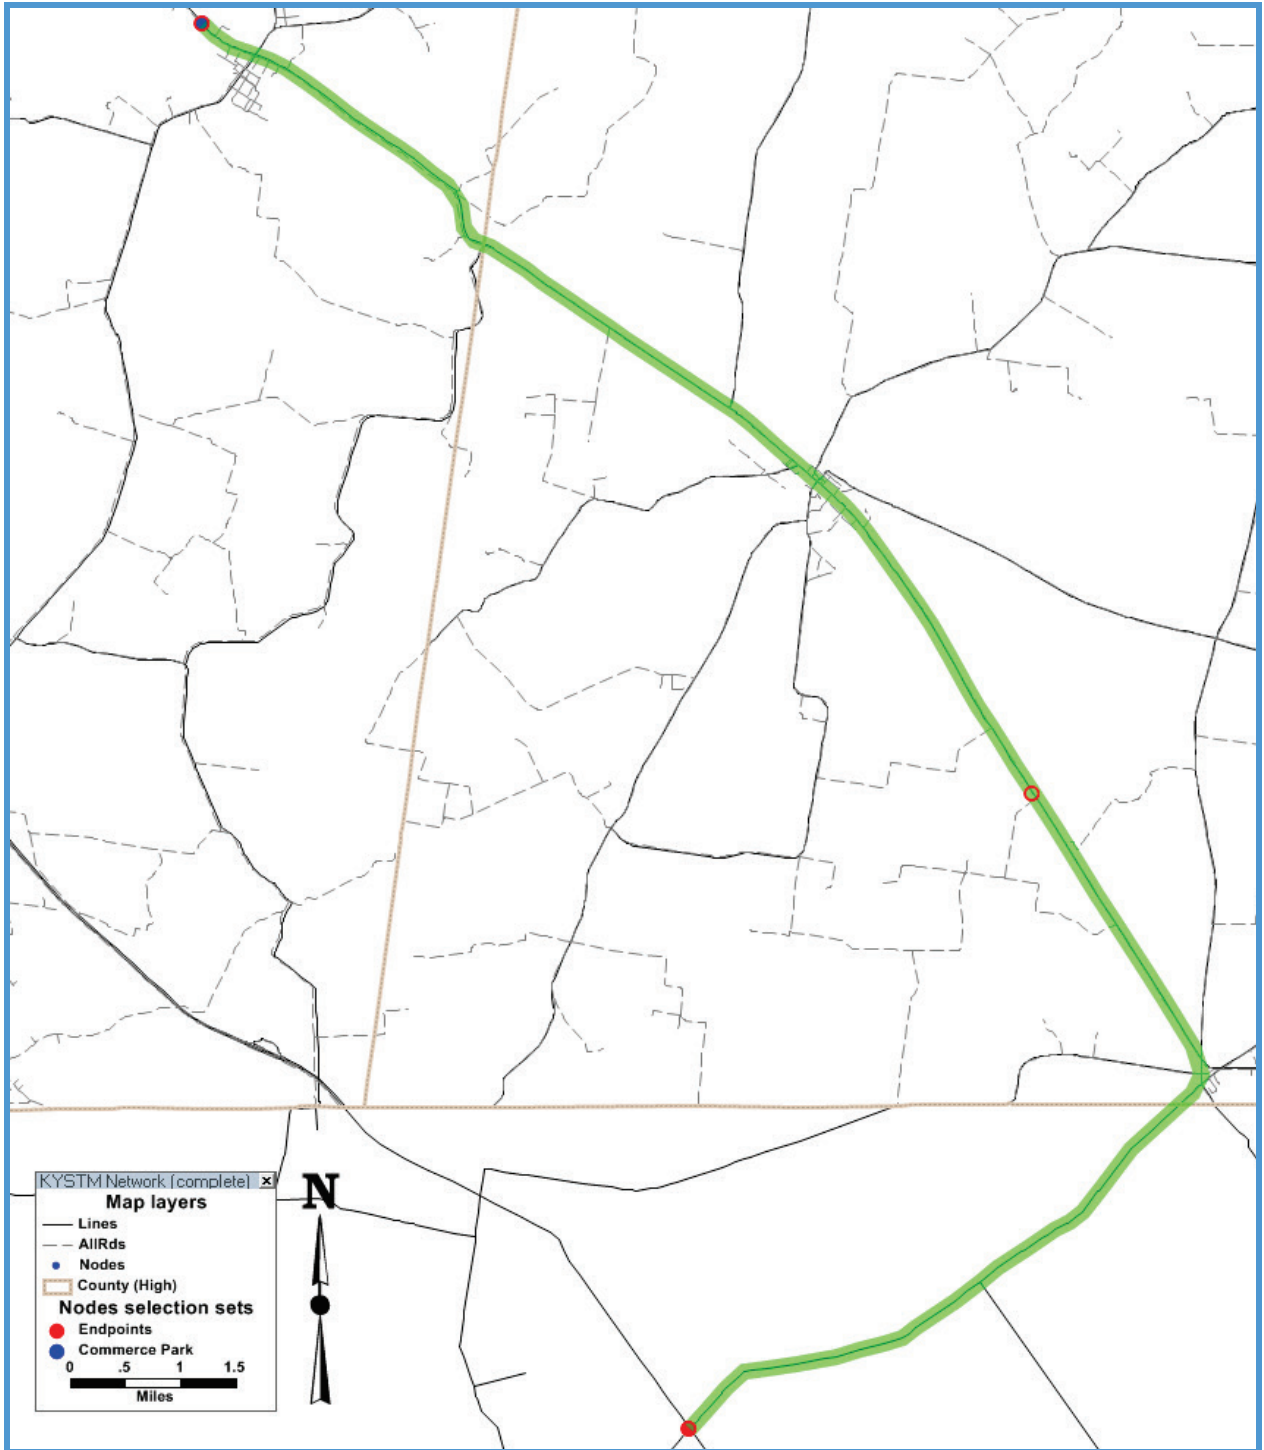 KYSTM Network (complete) x
Map layers
Lines
AllRds
Nodes
County (High)
Nodes selection sets
Endpoints
Commerce Park
0 .5 1 1.5
Miles
N